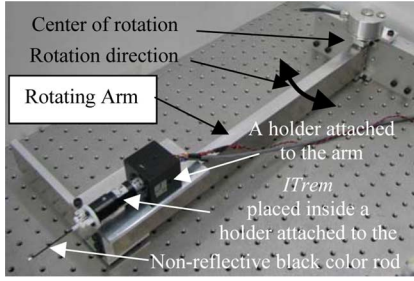 Center of rotation
Rotation direction
Rotating Arm
A holder attached
to the arm
ITrem
placed inside a
holder attached to the
Non-reflective black color rod